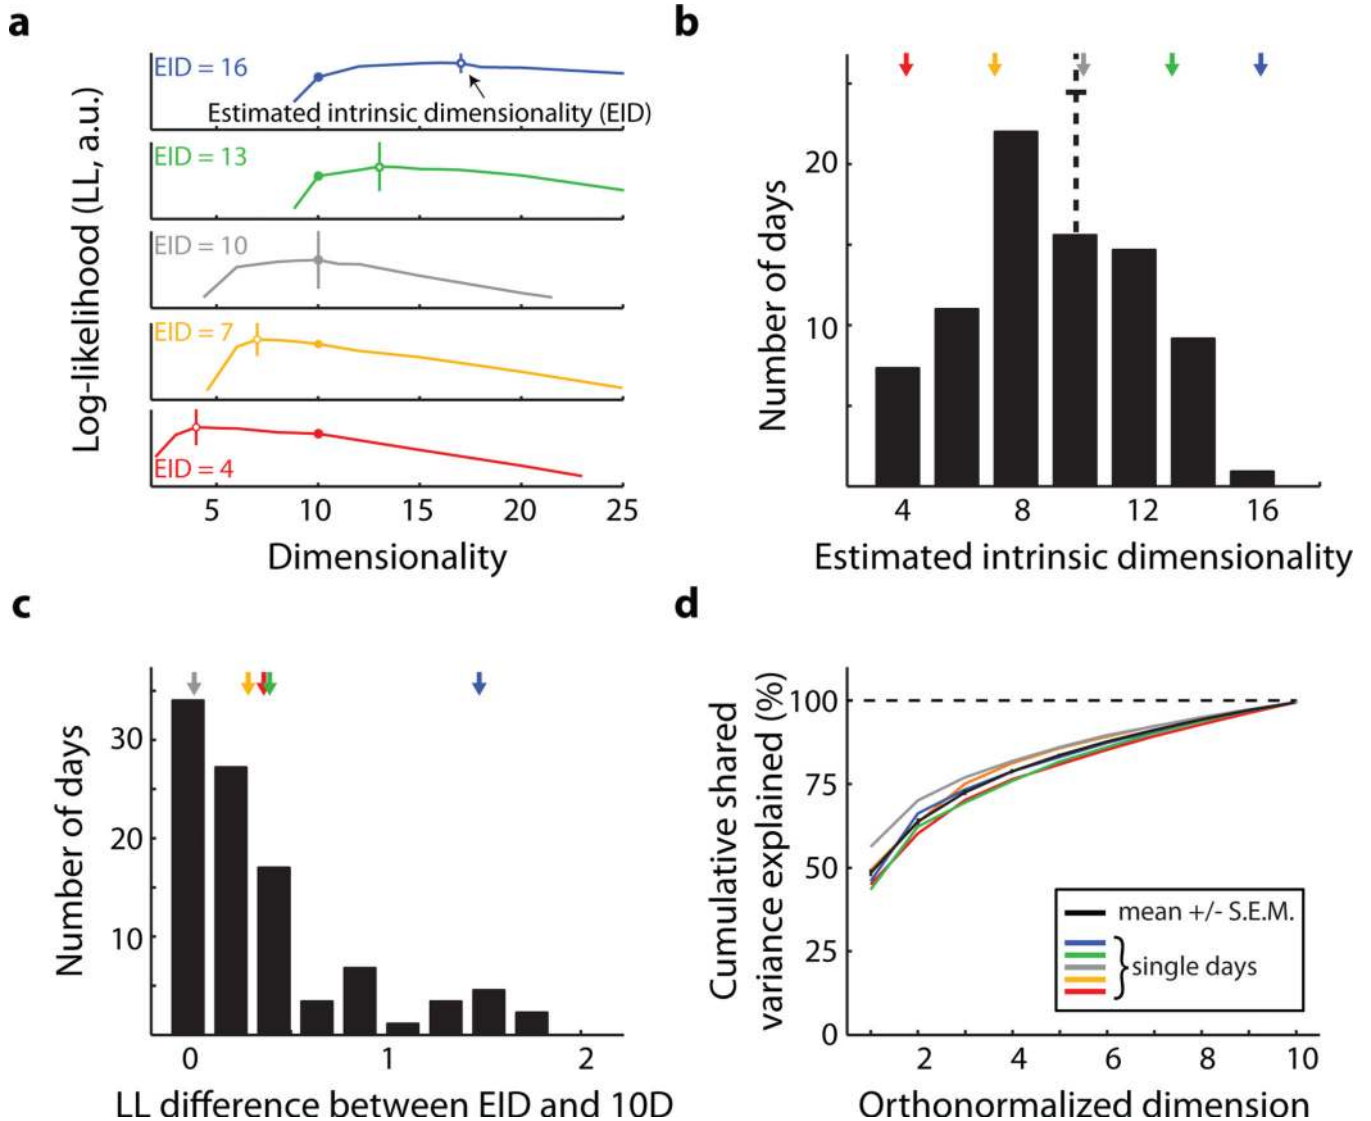 a
Log-likelihood (LL, a.u.)
EID = 16
Estimated intrinsic dimensionality (EID)
EID = 13
EID = 10
EID = 7
EID = 4
5 10 15 20 25
Dimensionality
b
Number of days
20
10
4 8 12 16
Estimated intrinsic dimensionality
c
Number of days
30
20
10
0 1 2
LL difference between EID and 10D
d
Cumulative shared
variance explained (%)
100
75
50
25
0
mean +/- S.E.M.
single days
2 4 6 8 10
Orthonormalized dimension